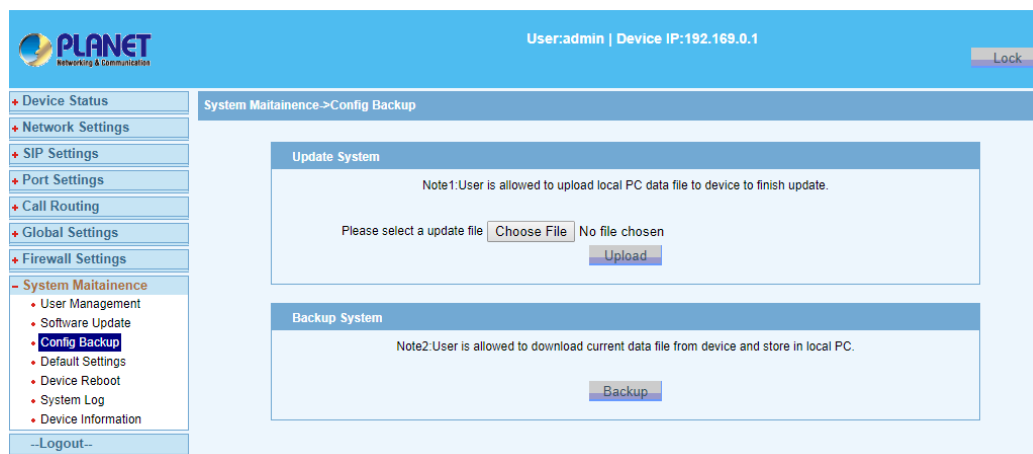 PLANET
Networking & Communication
User:admin | Device IP:192.169.0.1
Lock
+ Device Status
+ Network Settings
+ SIP Settings
+ Port Settings
+ Call Routing
+ Global Settings
+ Firewall Settings
– System Maitainence
• User Management
• Software Update
• Config Backup
• Default Settings
• Device Reboot
• System Log
• Device Information
--Logout--
System Maitainence->Config Backup
Update System
Note1:User is allowed to upload local PC data file to device to finish update.
Please select a update file Choose File No file chosen
Upload
Backup System
Note2:User is allowed to download current data file from device and store in local PC.
Backup